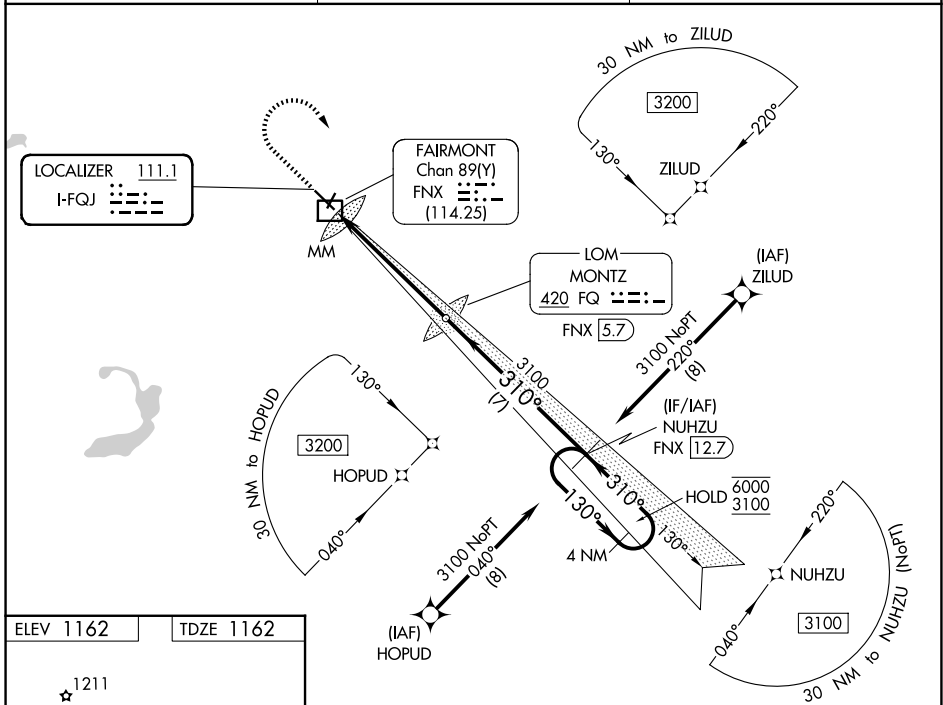 30 NM to ZILUD
3200
220°
130°
ZILUD
LOCALIZER 111.1
I-FQJ
FAIRMONT
Chan 89(Y)
FNX
(114.25)
MM
LOM
MONTZ
420 FQ
FNX 5.7
(IAF)
ZILUD
3100 NoPT
220°
(8)
3100
310°
(7)
(IF/IAF)
NUHZU
FNX 12.7
30 NM to HOPUD
130°
3200
HOPUD
040°
310°
130°
HOLD 6000
3100
130°
4 NM
3100 NoPT
040°
(8)
(IAF)
HOPUD
220°
NUHZU
040°
3100
30 NM to NUHZU (NoPT)
ELEV 1162
TDZE 1162
1211